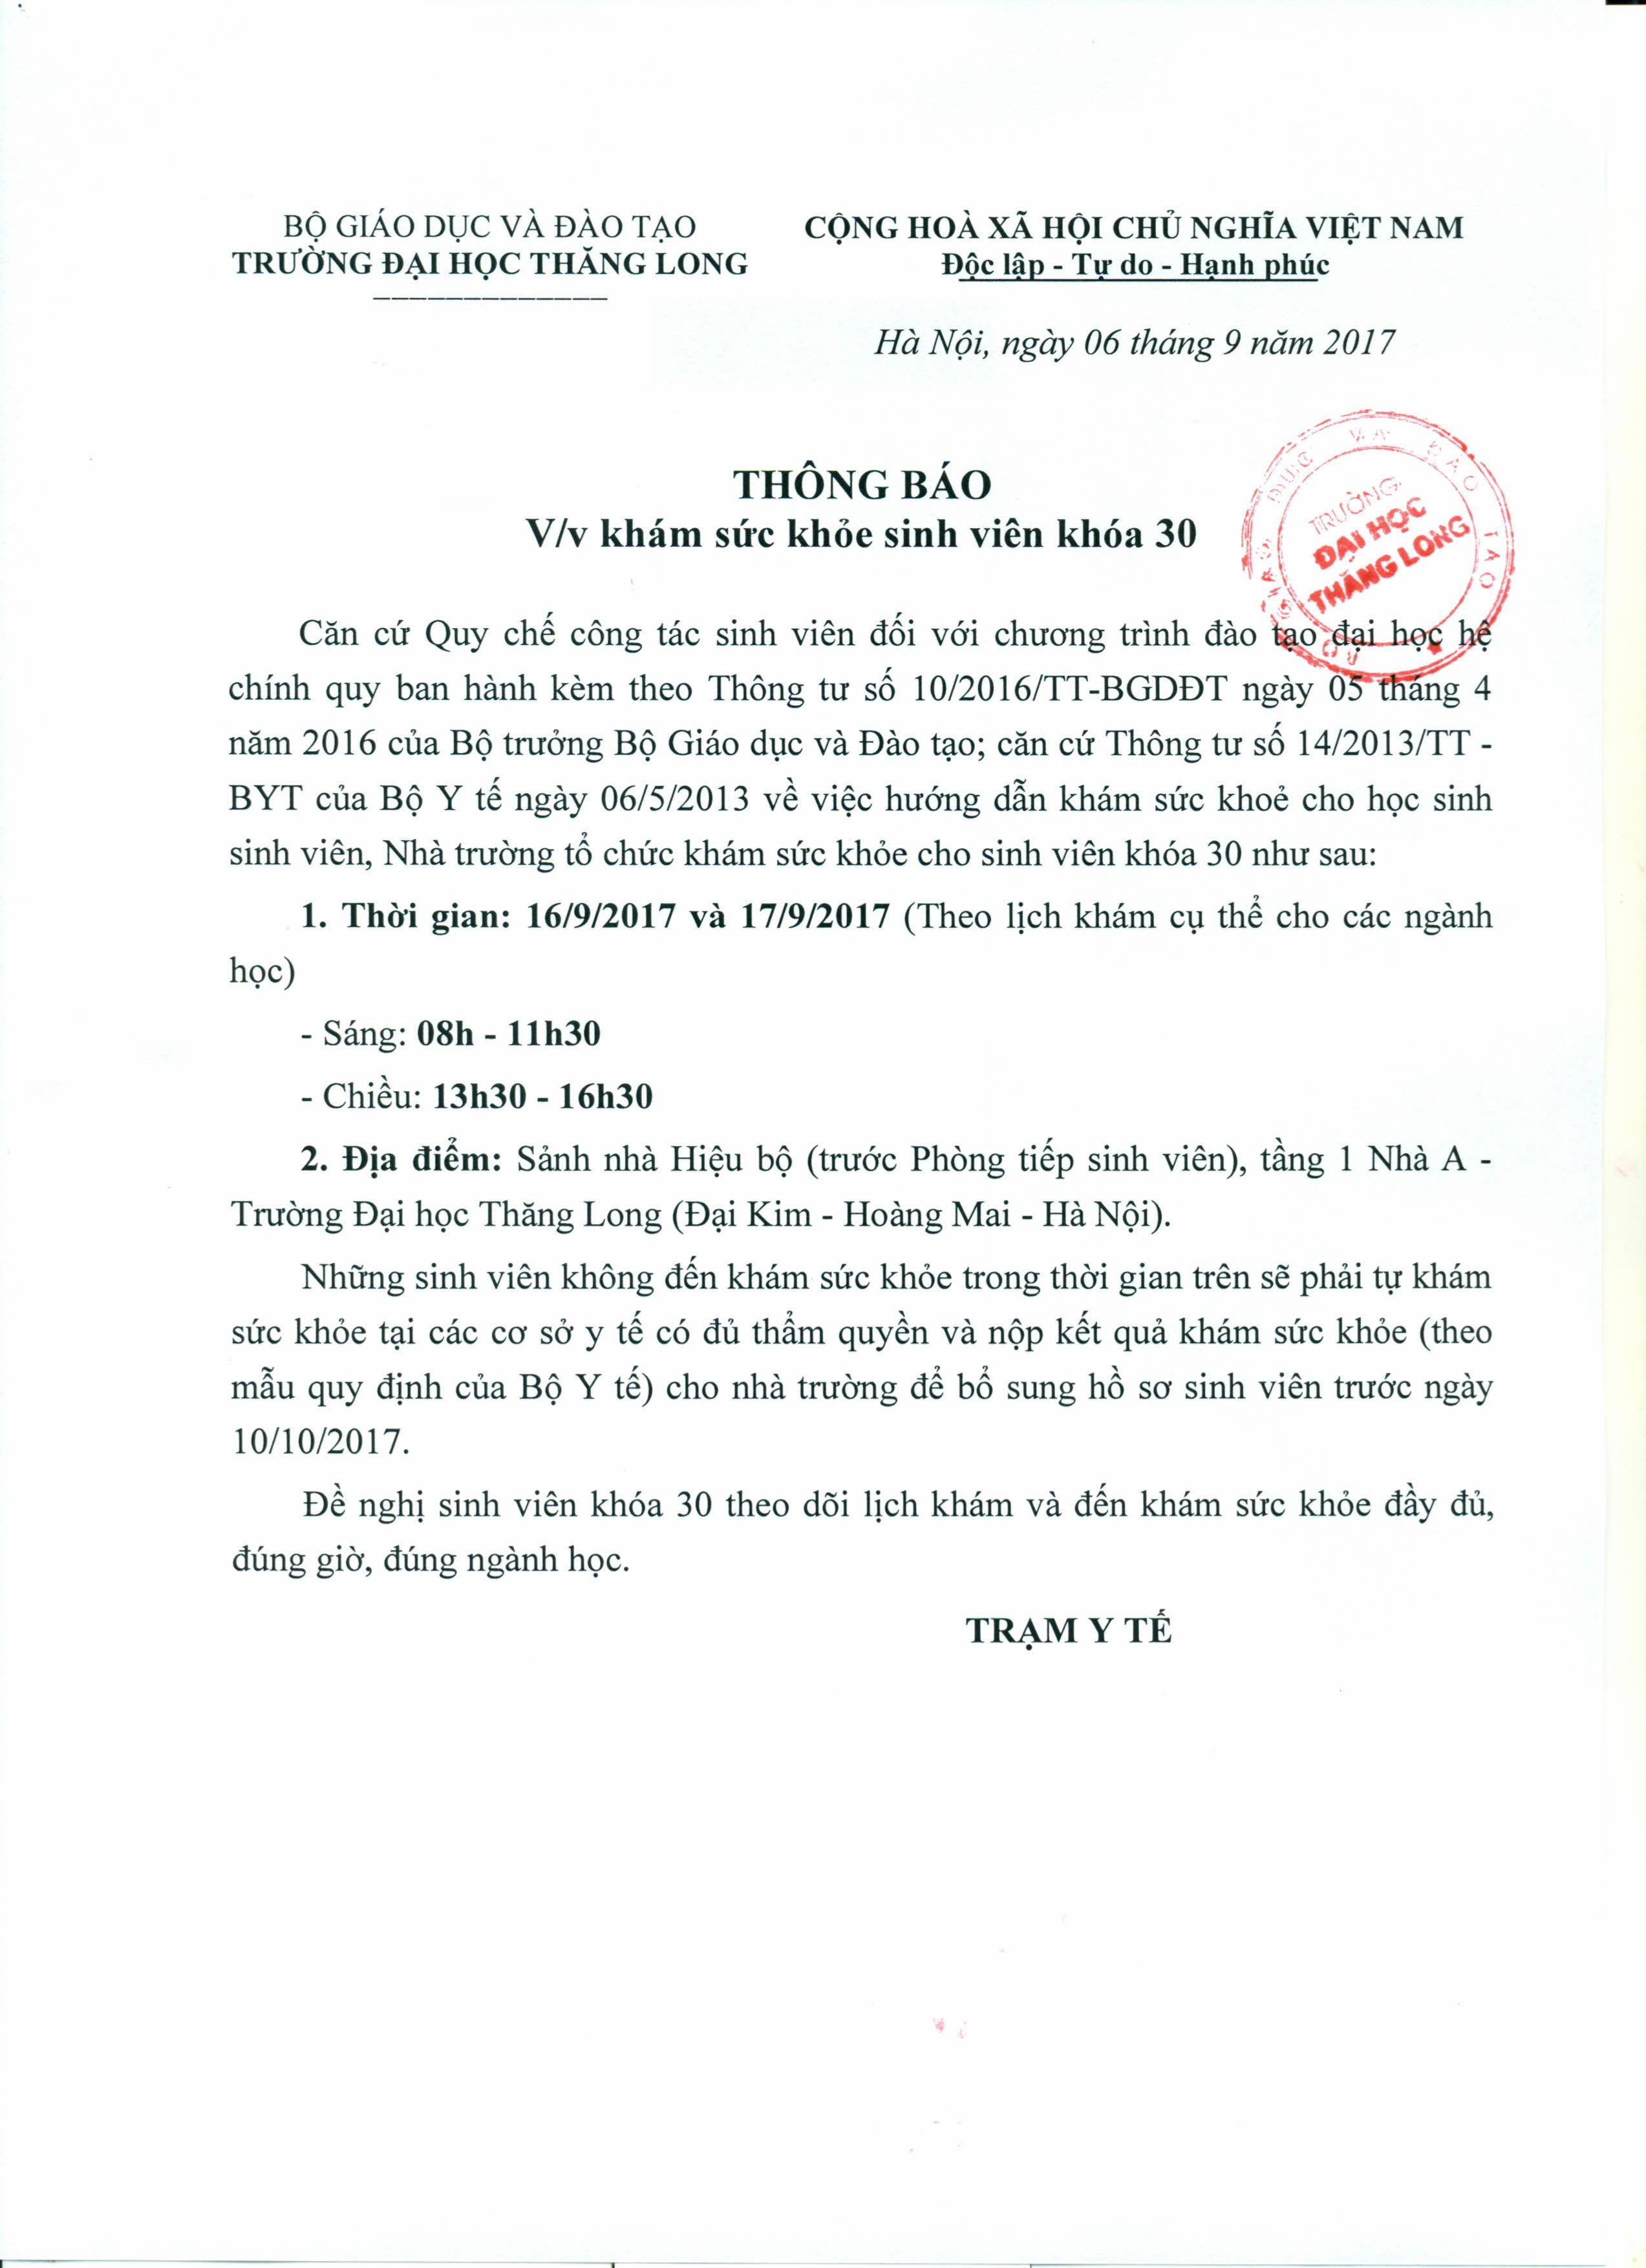 BỘ GIÁO DỤC VÀ ĐÀO TẠO
TRƯỜNG ĐẠI HỌC THĂNG LONG
CỘNG HOÀ XÃ HỘI CHỦ NGHĨA VIỆT NAM
Độc lập - Tự do - Hạnh phúc
Hà Nội, ngày 06 tháng 9 năm 2017
THÔNG BÁO
V/v khám sức khỏe sinh viên khóa 30
TRƯỜNG
ĐẠI HỌC
THĂNG LONG
Căn cứ Quy chế công tác sinh viên đối với chương trình đào tạo đại học hệ
chính quy ban hành kèm theo Thông tư số 10/2016/TT-BGDĐT ngày 05 tháng 4
năm 2016 của Bộ trưởng Bộ Giáo dục và Đào tạo; căn cứ Thông tư số 14/2013/TT -
BYT của Bộ Y tế ngày 06/5/2013 về việc hướng dẫn khám sức khoẻ cho học sinh
sinh viên, Nhà trường tổ chức khám sức khỏe cho sinh viên khóa 30 như sau:
1. Thời gian: 16/9/2017 và 17/9/2017 (Theo lịch khám cụ thể cho các ngành
học)
- Sáng: 08h - 11h30
- Chiều: 13h30 - 16h30
2. Địa điểm: Sảnh nhà Hiệu bộ (trước Phòng tiếp sinh viên), tầng 1 Nhà A -
Trường Đại học Thăng Long (Đại Kim - Hoàng Mai - Hà Nội).
Những sinh viên không đến khám sức khỏe trong thời gian trên sẽ phải tự khám
sức khỏe tại các cơ sở y tế có đủ thẩm quyền và nộp kết quả khám sức khỏe (theo
mẫu quy định của Bộ Y tế) cho nhà trường để bổ sung hồ sơ sinh viên trước ngày
10/10/2017.
Đề nghị sinh viên khóa 30 theo dõi lịch khám và đến khám sức khỏe đầy đủ,
đúng giờ, đúng ngành học.
TRẠM Y TẾ